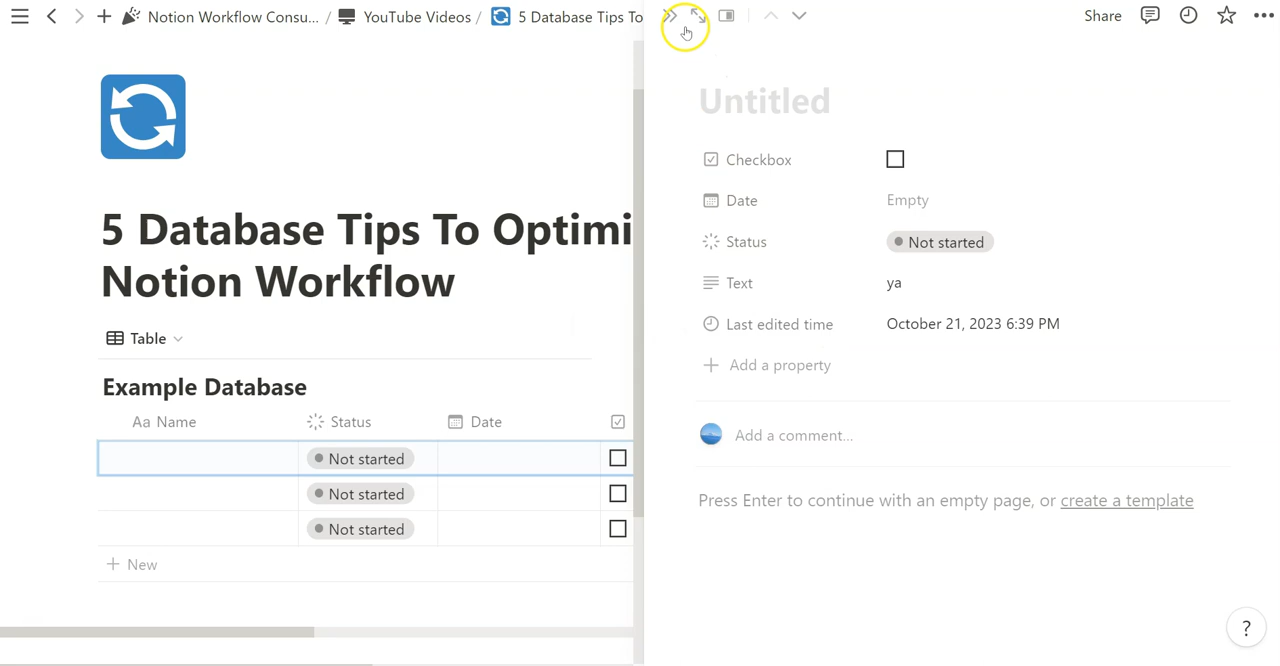 Notion Workflow Consu... / YouTube Videos / 5 Database Tips To
Share
5 Database Tips To Optimi
Notion Workflow
Table
Example Database
Aa Name Status Date
Not started
Not started
Not started
+ New
Untitled
Checkbox
Date Empty
Status Not started
Text ya
Last edited time October 21, 2023 6:39 PM
+ Add a property
Add a comment...
Press Enter to continue with an empty page, or create a template
?